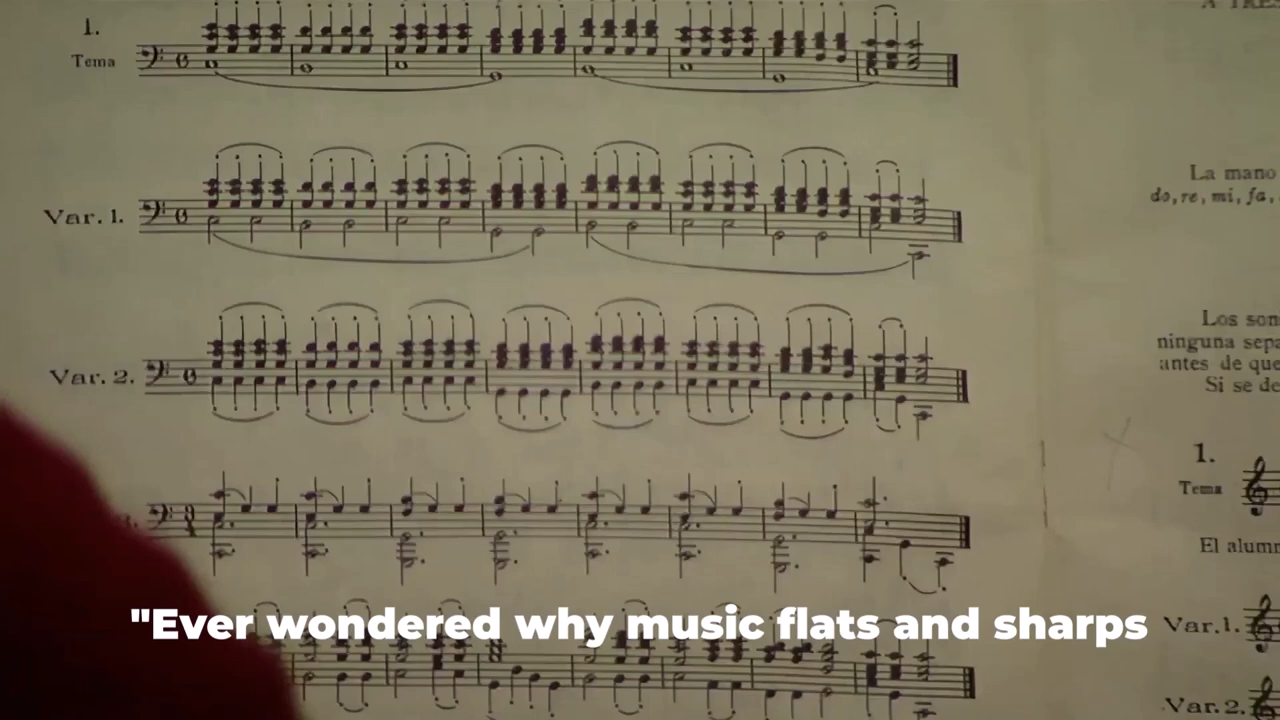 1.
Tema
Var. 1.
Var. 2.
La mano
do, re, mi, fa,
Los son
ninguna sepa
antes de que
Si se de
1.
Tema
El alumn
Var.1.
Var.2.
"Ever wondered why music flats and sharps